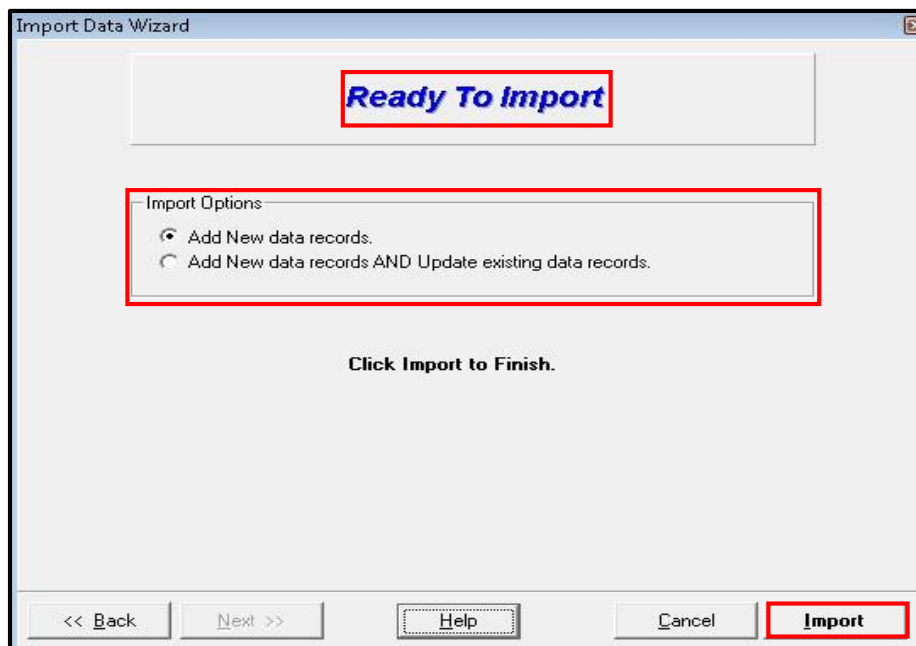 Import Data Wizard
Ready To Import
Import Options
Add New data records.
Add New data records AND Update existing data records.
Click Import to Finish.
<< Back Next >> Help Cancel Import